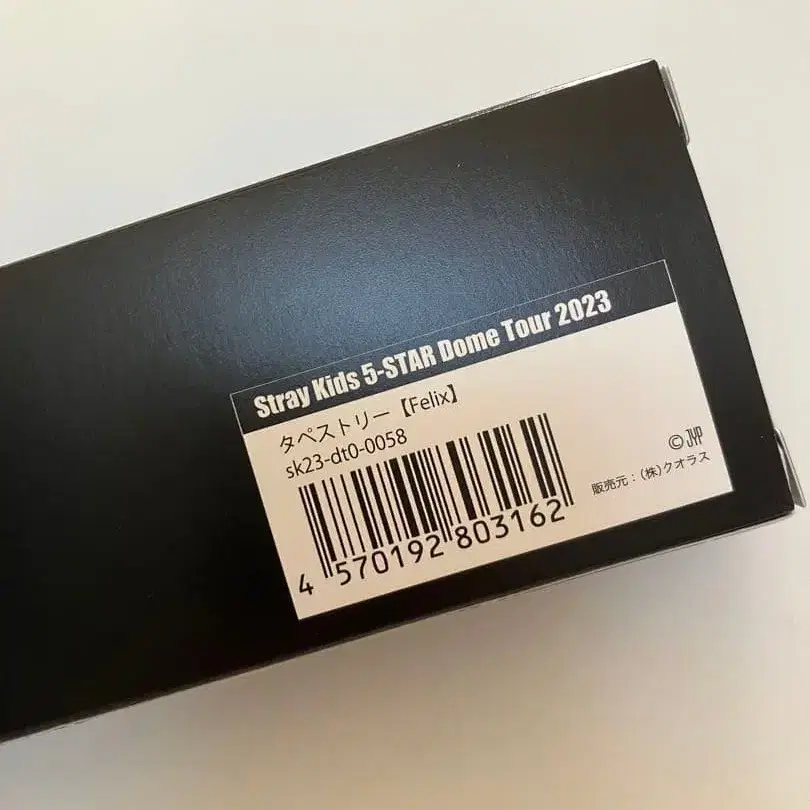 Stray Kids 5-STAR Dome Tour 2023
タペストリー【Felix】
sk23-dt0-0058
4 570192 803162
© JYP
販売元：（株）クオラス